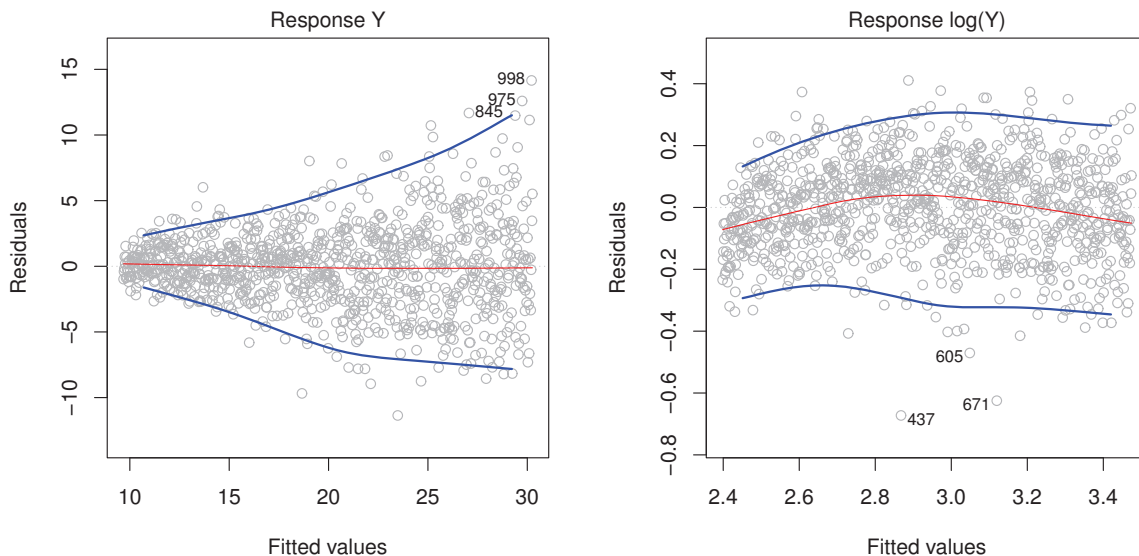 Response Y
Residuals
15
10
5
0
−5
−10
998
975
845
10 15 20 25 30
Fitted values
Response log(Y)
Residuals
0.4
0.2
0.0
−0.2
−0.4
−0.6
−0.8
605
671
437
2.4 2.6 2.8 3.0 3.2 3.4
Fitted values